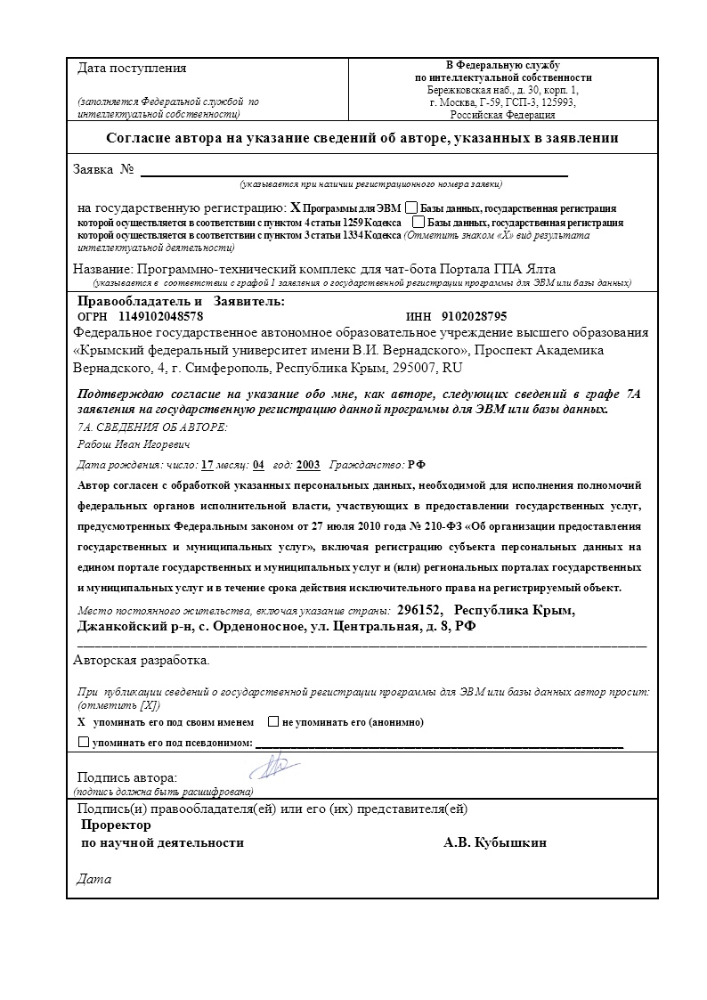 Дата поступления
(заполняется Федеральной службой по
интеллектуальной собственности)
В Федеральную службу
по интеллектуальной собственности
Бережковская наб., д. 30, корп. 1,
г. Москва, Г-59, ГСП-3, 125993,
Российская Федерация
Согласие автора на указание сведений об авторе, указанных в заявлении
Заявка №
(указывается при наличии регистрационного номера заявки)
на государственную регистрацию: X Программы для ЭВМ Базы данных, государственная регистрация
которой осуществляется в соответствии с пунктом 4 статьи 1259 Кодекса Базы данных, государственная регистрация
которой осуществляется в соответствии с пунктом 3 статьи 1334 Кодекса (Отметить знаком «X» вид результата
интеллектуальной деятельности)
Название: Программно-технический комплекс для чат-бота Портала ГПА Ялта
(указывается в соответствии с графой 1 заявления о государственной регистрации программы для ЭВМ или базы данных)
Правообладатель и Заявитель:
ОГРН 1149102048578 ИНН 9102028795
Федеральное государственное автономное образовательное учреждение высшего образования
«Крымский федеральный университет имени В.И. Вернадского», Проспект Академика
Вернадского, 4, г. Симферополь, Республика Крым, 295007, RU
Подтверждаю согласие на указание обо мне, как авторе, следующих сведений в графе 7А
заявления на государственную регистрацию данной программы для ЭВМ или базы данных.
7А. СВЕДЕНИЯ ОБ АВТОРЕ:
Рабош Иван Игоревич
Дата рождения: число: 17 месяц: 04 год: 2003 Гражданство: РФ
Автор согласен с обработкой указанных персональных данных, необходимой для исполнения полномочий
федеральных органов исполнительной власти, участвующих в предоставлении государственных услуг,
предусмотренных Федеральным законом от 27 июля 2010 года № 210-ФЗ «Об организации предоставления
государственных и муниципальных услуг», включая регистрацию субъекта персональных данных на
едином портале государственных и муниципальных услуг и (или) региональных порталах государственных
и муниципальных услуг и в течение срока действия исключительного права на регистрируемый объект.
Место постоянного жительства, включая указание страны: 296152, Республика Крым,
Джанкойский р-н, с. Орденоносное, ул. Центральная, д. 8, РФ
Авторская разработка.
При публикации сведений о государственной регистрации программы для ЭВМ или базы данных автор просит:
(отметить [X])
X упоминать его под своим именем не упоминать его (анонимно)
упоминать его под псевдонимом:
Подпись автора:
(подпись должна быть расшифрована)
Подпись(и) правообладателя(ей) или его (их) представителя(ей)
Проректор
по научной деятельности А.В. Кубышкин
Дата